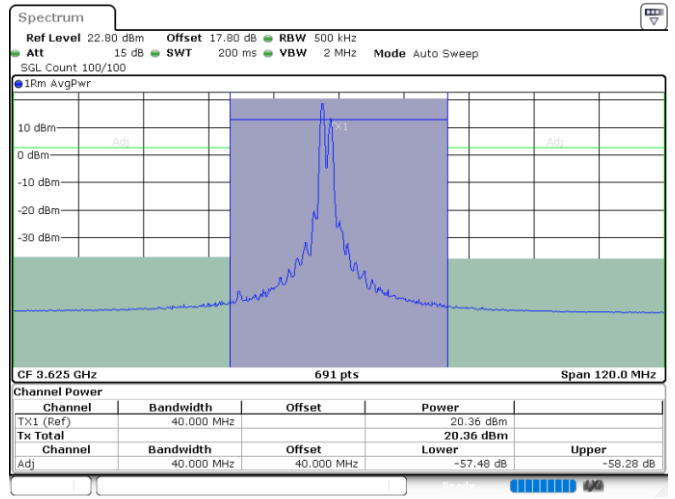 Spectrum
Ref Level 22.80 dBm Offset 17.80 dB RBW 500 kHz
Att 15 dB SWT 200 ms VBW 2 MHz Mode Auto Sweep
SGL Count 100/100
1Rm AvgPwr
TX1
10 dBm
Adj Adj
0 dBm
-10 dBm
-20 dBm
-30 dBm
CF 3.625 GHz 691 pts Span 120.0 MHz
Channel Power
Channel Bandwidth Offset Power
TX1 (Ref) 40.000 MHz 20.36 dBm
Tx Total 20.36 dBm
Channel Bandwidth Offset Lower Upper
Adj 40.000 MHz 40.000 MHz -57.48 dB -58.28 dB